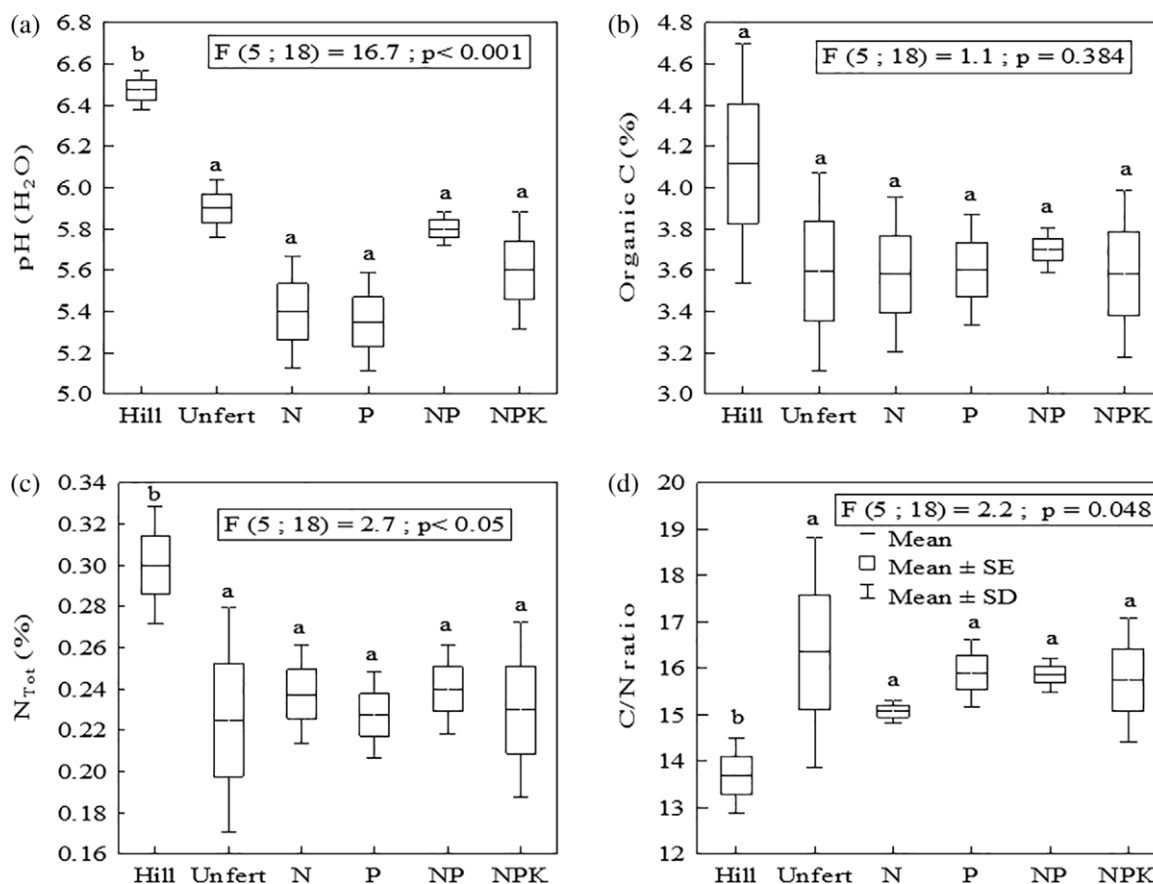 (a)
F (5 ; 18) = 16.7 ; p< 0.001
pH (H₂O)
6.8
6.6
6.4
6.2
6.0
5.8
5.6
5.4
5.2
5.0
b
a
a
a
a
a
Hill Unfert N P NP NPK
(b)
F (5 ; 18) = 1.1 ; p = 0.384
Organic C (%)
4.8
4.6
4.4
4.2
4.0
3.8
3.6
3.4
3.2
3.0
a
a
a
a
a
a
Hill Unfert N P NP NPK
(c)
F (5 ; 18) = 2.7 ; p< 0.05
N_Tot (%)
0.34
0.32
0.30
0.28
0.26
0.24
0.22
0.20
0.18
0.16
b
a
a
a
a
a
Hill Unfert N P NP NPK
(d)
F (5 ; 18) = 2.2 ; p = 0.048
Mean
Mean ± SE
Mean ± SD
C/N ratio
20
19
18
17
16
15
14
13
12
b
a
a
a
a
a
Hill Unfert N P NP NPK